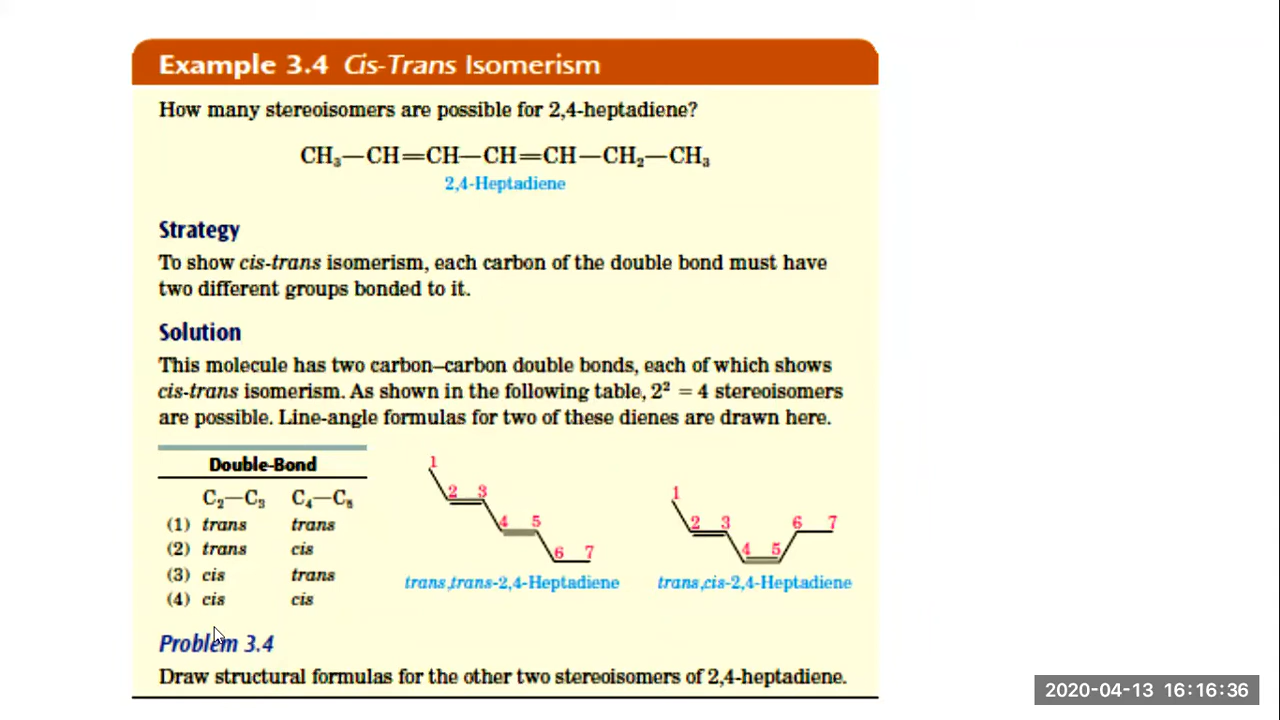 Example 3.4 Cis-Trans Isomerism
How many stereoisomers are possible for 2,4-heptadiene?
CH₃—CH=CH—CH=CH—CH₂—CH₃
2,4-Heptadiene
Strategy
To show cis-trans isomerism, each carbon of the double bond must have
two different groups bonded to it.
Solution
This molecule has two carbon–carbon double bonds, each of which shows
cis-trans isomerism. As shown in the following table, 2² = 4 stereoisomers
are possible. Line-angle formulas for two of these dienes are drawn here.
Double-Bond
C₂—C₃ C₄—C₅
(1) trans trans
(2) trans cis
(3) cis trans
(4) cis cis
1
2 3
4 5
6 7
trans,trans-2,4-Heptadiene
1
2 3 6 7
4 5
trans,cis-2,4-Heptadiene
Problem 3.4
Draw structural formulas for the other two stereoisomers of 2,4-heptadiene.
2020-04-13 16:16:36